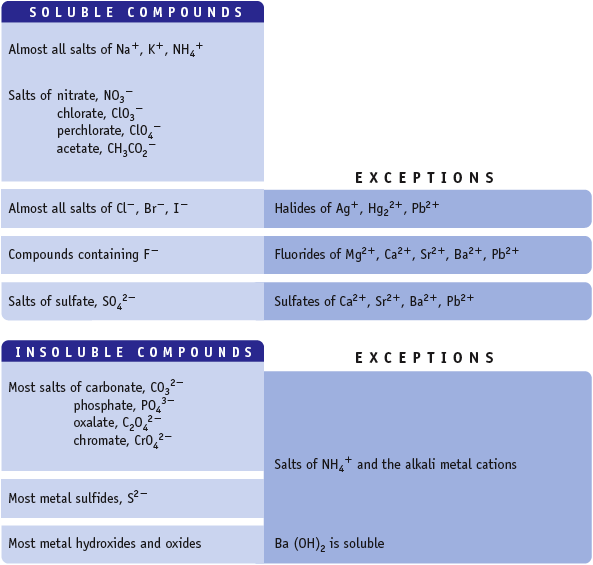 SOLUBLE COMPOUNDS
Almost all salts of Na⁺, K⁺, NH₄⁺
Salts of nitrate, NO₃⁻
chlorate, ClO₃⁻
perchlorate, ClO₄⁻
acetate, CH₃CO₂⁻
EXCEPTIONS
Almost all salts of Cl⁻, Br⁻, I⁻
Halides of Ag⁺, Hg₂²⁺, Pb²⁺
Compounds containing F⁻
Fluorides of Mg²⁺, Ca²⁺, Sr²⁺, Ba²⁺, Pb²⁺
Salts of sulfate, SO₄²⁻
Sulfates of Ca²⁺, Sr²⁺, Ba²⁺, Pb²⁺
INSOLUBLE COMPOUNDS
EXCEPTIONS
Most salts of carbonate, CO₃²⁻
phosphate, PO₄³⁻
oxalate, C₂O₄²⁻
chromate, CrO₄²⁻
Salts of NH₄⁺ and the alkali metal cations
Most metal sulfides, S²⁻
Most metal hydroxides and oxides
Ba (OH)₂ is soluble